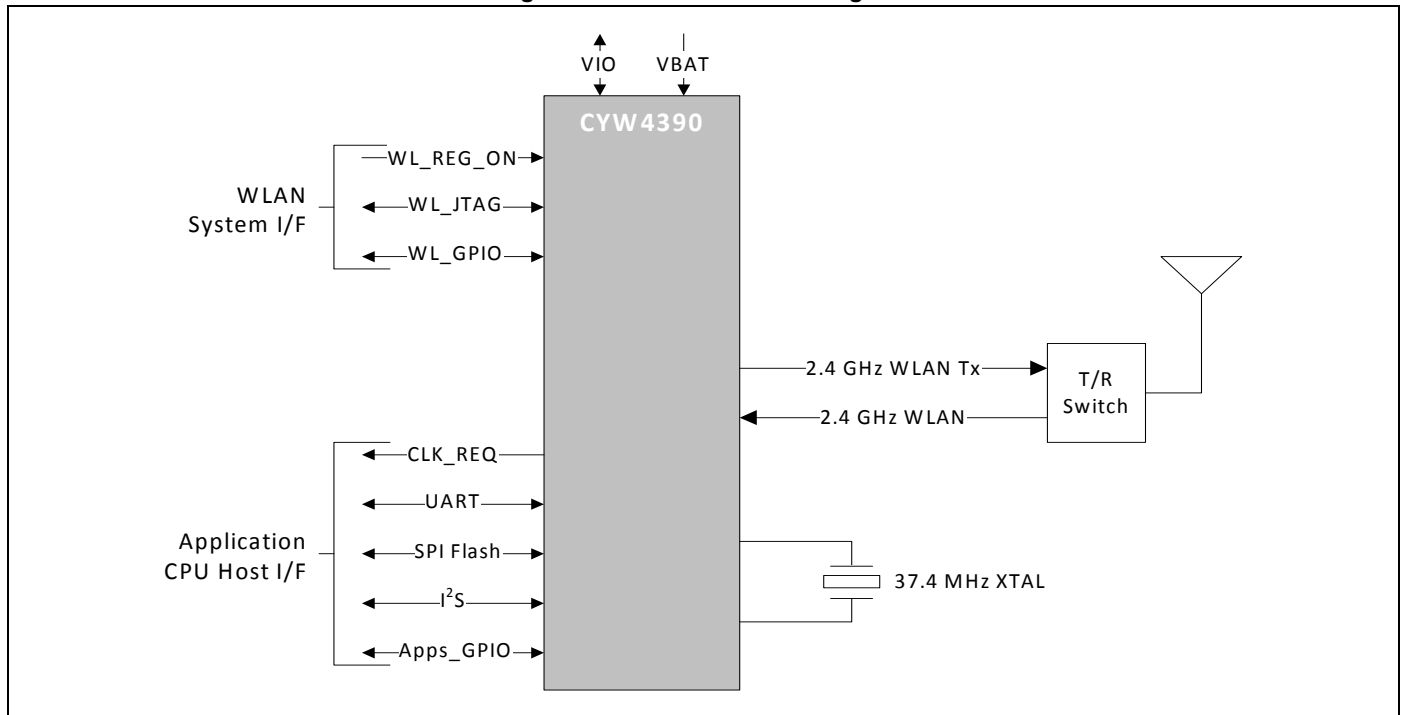 VIO VBAT
CYW4390
WL_REG_ON
WLAN
System I/F
WL_JTAG
WL_GPIO
2.4 GHz WLAN Tx
T/R
Switch
2.4 GHz WLAN
CLK_REQ
UART
Application
CPU Host I/F
SPI Flash
I²S
Apps_GPIO
37.4 MHz XTAL